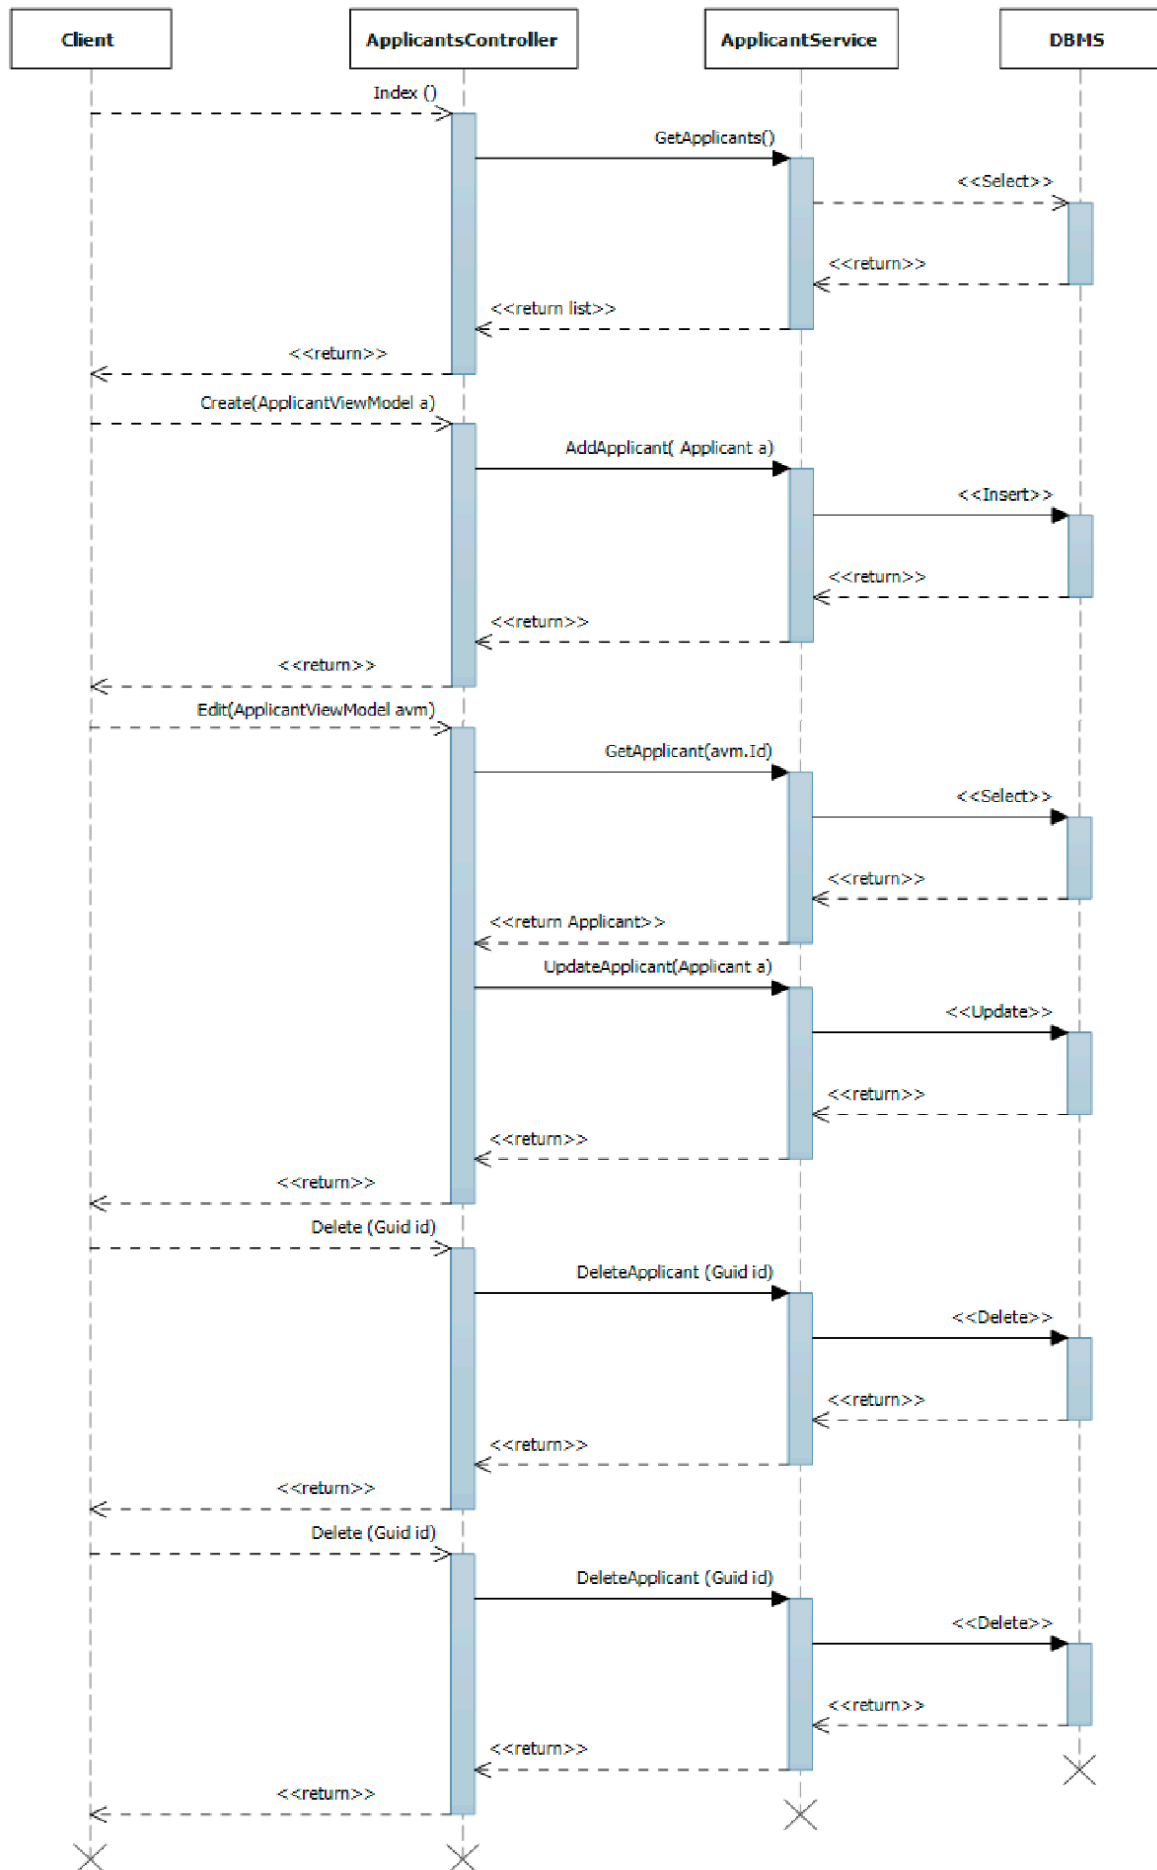 Client
ApplicantsController
ApplicantService
DBMS
Index ()
GetApplicants()
<<Select>>
<<return>>
<<return list>>
<<return>>
Create(ApplicantViewModel a)
AddApplicant( Applicant a)
<<Insert>>
<<return>>
<<return>>
<<return>>
Edit(ApplicantViewModel avm)
GetApplicant(avm.Id)
<<Select>>
<<return>>
<<return Applicant>>
UpdateApplicant(Applicant a)
<<Update>>
<<return>>
<<return>>
<<return>>
Delete (Guid id)
DeleteApplicant (Guid id)
<<Delete>>
<<return>>
<<return>>
<<return>>
Delete (Guid id)
DeleteApplicant (Guid id)
<<Delete>>
<<return>>
<<return>>
<<return>>